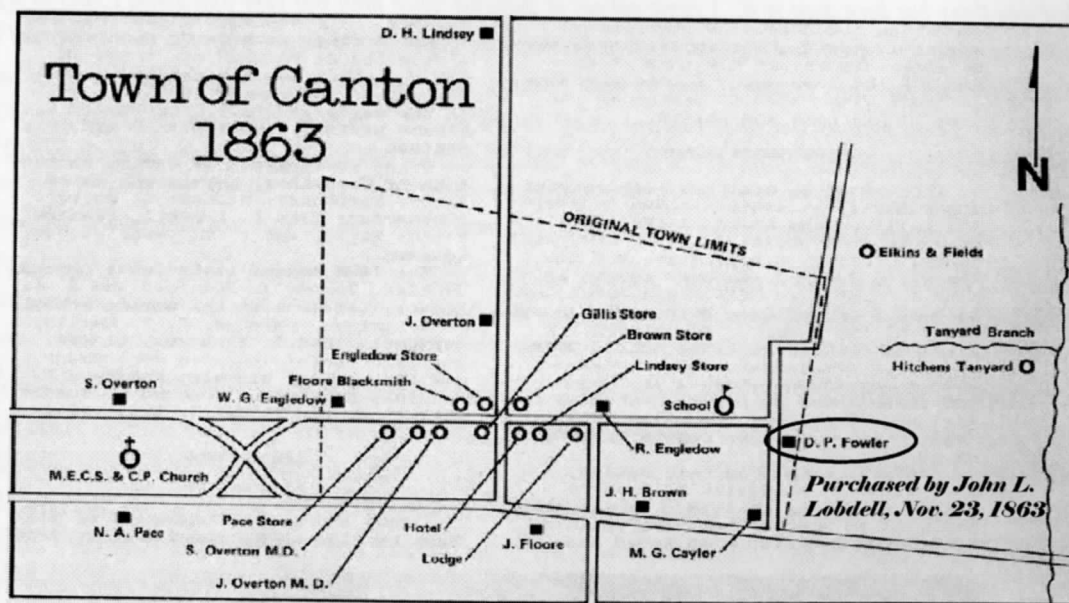 D. H. Lindsey
Town of Canton
1863
N
ORIGINAL TOWN LIMITS
Elkins & Fields
Gillis Store
J. Overton
Brown Store
Tanyard Branch
Engledow Store
Lindsey Store
Hitchens Tanyard
Floore Blacksmith
S. Overton
W. G. Engledow
School
R. Engledow
D. P. Fowler
M.E.C.S. & C.P. Church
J. H. Brown
Purchased by John L.
Lobdell, Nov. 23, 1863
Pace Store
Hotel
N. A. Pace
S. Overton M.D.
Lodge
J. Floore
M. G. Cayler
J. Overton M. D.